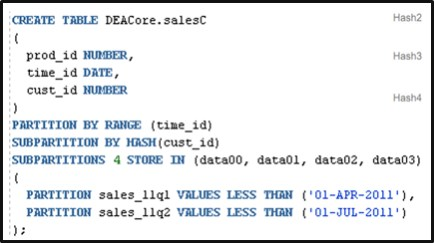 CREATE TABLE DEACore.salesC
Hash2
(
prod_id NUMBER,
Hash3
time_id DATE,
cust_id NUMBER
Hash4
)
PARTITION BY RANGE (time_id)
SUBPARTITION BY HASH(cust_id)
SUBPARTITIONS 4 STORE IN (data00, data01, data02, data03)
(
PARTITION sales_11q1 VALUES LESS THAN ('01-APR-2011'),
PARTITION sales_11q2 VALUES LESS THAN ('01-JUL-2011')
);